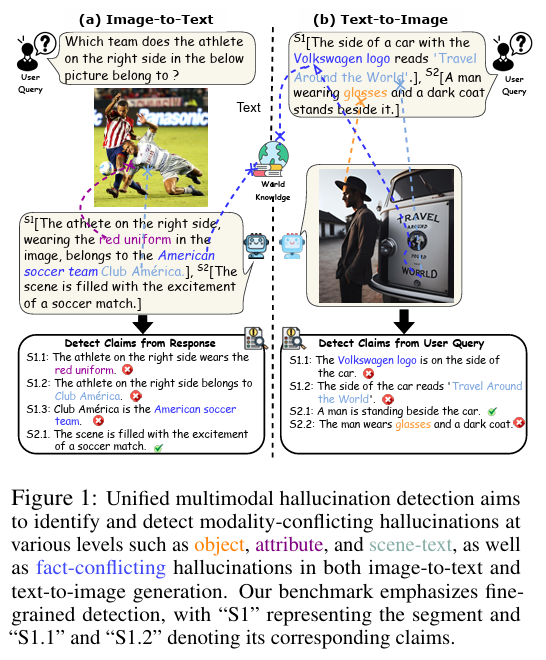 (a) Image-to-Text
Which team does the athlete
on the right side in the below
picture belong to ?
User
Query
Panasonic
S1[The athlete on the right side,
wearing the red uniform in the
image, belongs to the American
soccer team Club América.], S2[The
scene is filled with the excitement
of a soccer match.]
Detect Claims from Response
S1.1: The athlete on the right side wears the
red uniform.
S1.2: The athlete on the right side belongs to
Club América.
S1.3: Club América is the American soccer
team.
S2.1. The scene is filled with the excitement
of a soccer match.
Text
World
Knowledge
(b) Text-to-Image
S1[The side of a car with the
Volkswagen logo reads 'Travel
Around the World'.], S2[A man
wearing glasses and a dark coat
stands beside it.]
User
Query
TRAVEL
AROUND
THE
WORRLD
Detect Claims from User Query
S1.1: The Volkswagen logo is on the side of
the car.
S1.2: The side of the car reads 'Travel Around
the World'.
S2.1: A man is standing beside the car.
S2.2: The man wears glasses and a dark coat.
Figure 1: Unified multimodal hallucination detection aims
to identify and detect modality-conflicting hallucinations at
various levels such as object, attribute, and scene-text, as well
as fact-conflicting hallucinations in both image-to-text and
text-to-image generation. Our benchmark emphasizes fine-
grained detection, with “S1” representing the segment and
“S1.1” and “S1.2” denoting its corresponding claims.